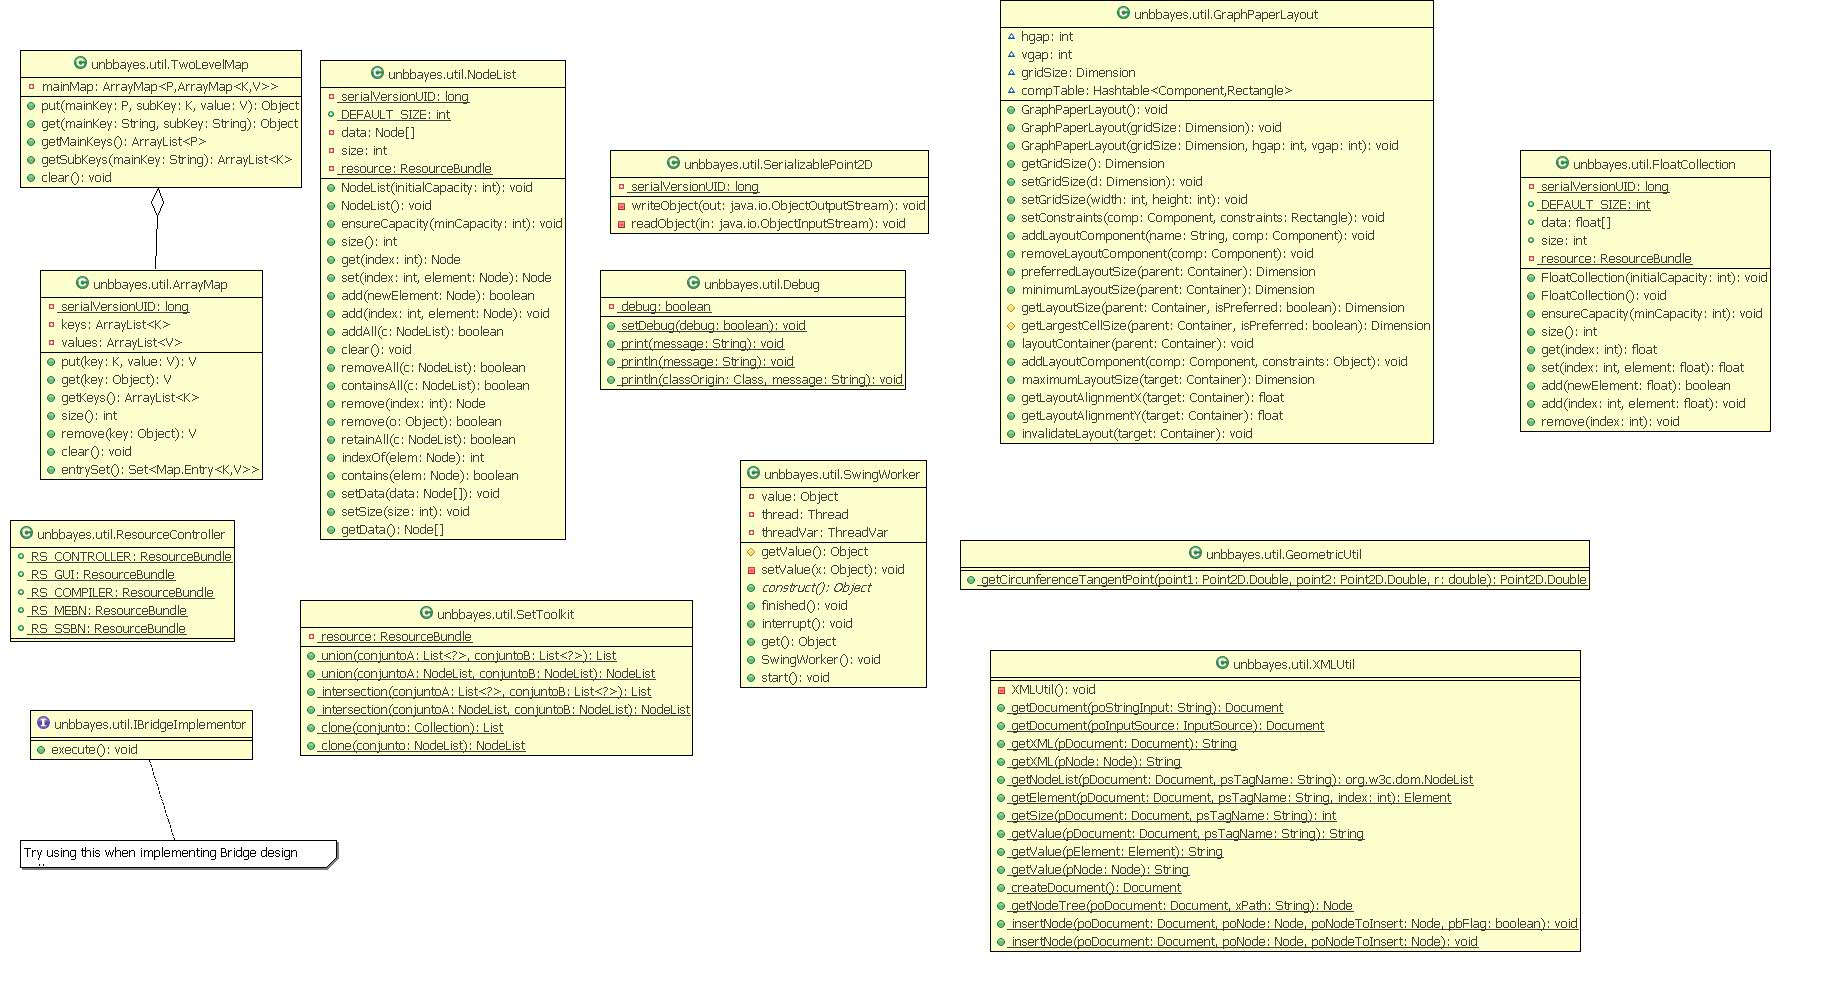 unbbayes.util.TwoLevelMap
mainMap: ArrayMap<P,ArrayMap<K,V>>
put(mainKey: P, subKey: K, value: V): Object
get(mainKey: String, subKey: String): Object
getMainKeys(): ArrayList<P>
getSubKeys(mainKey: String): ArrayList<K>
clear(): void
unbbayes.util.ArrayMap
serialVersionUID: long
keys: ArrayList<K>
values: ArrayList<V>
put(key: K, value: V): V
get(key: Object): V
getKeys(): ArrayList<K>
size(): int
remove(key: Object): V
clear(): void
entrySet(): Set<Map.Entry<K,V>>
unbbayes.util.ResourceController
RS_CONTROLLER: ResourceBundle
RS_GUI: ResourceBundle
RS_COMPILER: ResourceBundle
RS_MEBN: ResourceBundle
RS_SSBN: ResourceBundle
unbbayes.util.IBridgeImplementor
execute(): void
Try using this when implementing Bridge design
unbbayes.util.NodeList
serialVersionUID: long
DEFAULT_SIZE: int
data: Node[]
size: int
resource: ResourceBundle
NodeList(initialCapacity: int): void
NodeList(): void
ensureCapacity(minCapacity: int): void
size(): int
get(index: int): Node
set(index: int, element: Node): Node
add(newElement: Node): boolean
add(index: int, element: Node): void
addAll(c: NodeList): boolean
clear(): void
removeAll(c: NodeList): boolean
containsAll(c: NodeList): boolean
remove(index: int): Node
remove(o: Object): boolean
retainAll(c: NodeList): boolean
indexOf(elem: Node): int
contains(elem: Node): boolean
setData(data: Node[]): void
setSize(size: int): void
getData(): Node[]
unbbayes.util.SetToolkit
resource: ResourceBundle
union(conjuntoA: List<?>, conjuntoB: List<?>): List
union(conjuntoA: NodeList, conjuntoB: NodeList): NodeList
intersection(conjuntoA: List<?>, conjuntoB: List<?>): List
intersection(conjuntoA: NodeList, conjuntoB: NodeList): NodeList
clone(conjunto: Collection): List
clone(conjunto: NodeList): NodeList
unbbayes.util.SerializablePoint2D
serialVersionUID: long
writeObject(out: java.io.ObjectOutputStream): void
readObject(in: java.io.ObjectInputStream): void
unbbayes.util.Debug
debug: boolean
setDebug(debug: boolean): void
print(message: String): void
println(message: String): void
println(classOrigin: Class, message: String): void
unbbayes.util.SwingWorker
value: Object
thread: Thread
threadVar: ThreadVar
getValue(): Object
setValue(x: Object): void
construct(): Object
finished(): void
interrupt(): void
get(): Object
SwingWorker(): void
start(): void
unbbayes.util.GraphPaperLayout
hgap: int
vgap: int
gridSize: Dimension
compTable: Hashtable<Component,Rectangle>
GraphPaperLayout(): void
GraphPaperLayout(gridSize: Dimension): void
GraphPaperLayout(gridSize: Dimension, hgap: int, vgap: int): void
getGridSize(): Dimension
setGridSize(d: Dimension): void
setGridSize(width: int, height: int): void
setConstraints(comp: Component, constraints: Rectangle): void
addLayoutComponent(name: String, comp: Component): void
removeLayoutComponent(comp: Component): void
preferredLayoutSize(parent: Container): Dimension
minimumLayoutSize(parent: Container): Dimension
getLayoutSize(parent: Container, isPreferred: boolean): Dimension
getLargestCellSize(parent: Container, isPreferred: boolean): Dimension
layoutContainer(parent: Container): void
addLayoutComponent(comp: Component, constraints: Object): void
maximumLayoutSize(target: Container): Dimension
getLayoutAlignmentX(target: Container): float
getLayoutAlignmentY(target: Container): float
invalidateLayout(target: Container): void
unbbayes.util.FloatCollection
serialVersionUID: long
DEFAULT_SIZE: int
data: float[]
size: int
resource: ResourceBundle
FloatCollection(initialCapacity: int): void
FloatCollection(): void
ensureCapacity(minCapacity: int): void
size(): int
get(index: int): float
set(index: int, element: float): float
add(newElement: float): boolean
add(index: int, element: float): void
remove(index: int): void
unbbayes.util.GeometricUtil
getCircunferenceTangentPoint(point1: Point2D.Double, point2: Point2D.Double, r: double): Point2D.Double
unbbayes.util.XMLUtil
XMLUtil(): void
getDocument(poStringInput: String): Document
getDocument(poInputSource: InputSource): Document
getXML(pDocument: Document): String
getXML(pNode: Node): String
getNodeList(pDocument: Document, psTagName: String): org.w3c.dom.NodeList
getElement(pDocument: Document, psTagName: String, index: int): Element
getSize(pDocument: Document, psTagName: String): int
getValue(pDocument: Document, psTagName: String): String
getValue(pElement: Element): String
getValue(pNode: Node): String
createDocument(): Document
getNodeTree(poDocument: Document, xPath: String): Node
insertNode(poDocument: Document, poNode: Node, poNodeToInsert: Node, pbFlag: boolean): void
insertNode(poDocument: Document, poNode: Node, poNodeToInsert: Node): void